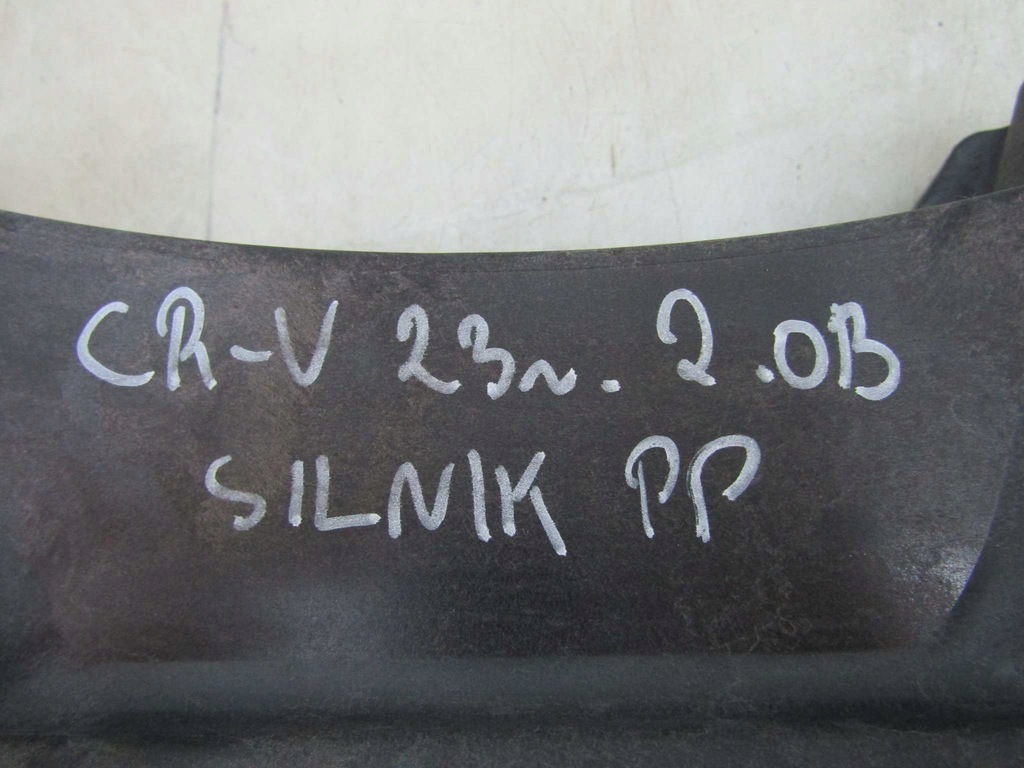 CR-V 23r. 2.0B
SILNIK PP